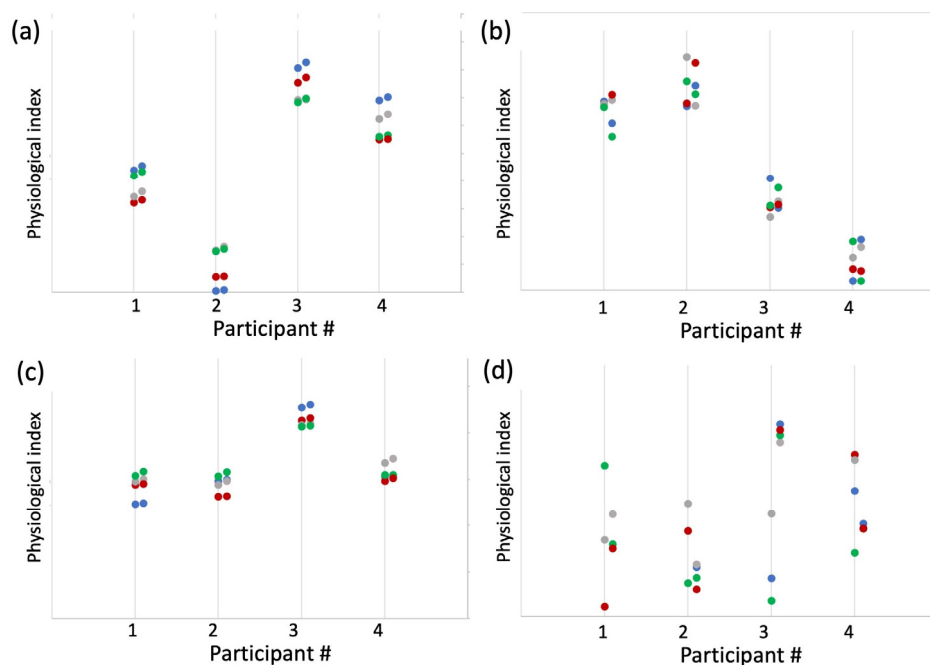 (a)
Physiological index
1 2 3 4
Participant #
(b)
Physiological index
1 2 3 4
Participant #
(c)
Physiological index
1 2 3 4
Participant #
(d)
Physiological index
1 2 3 4
Participant #